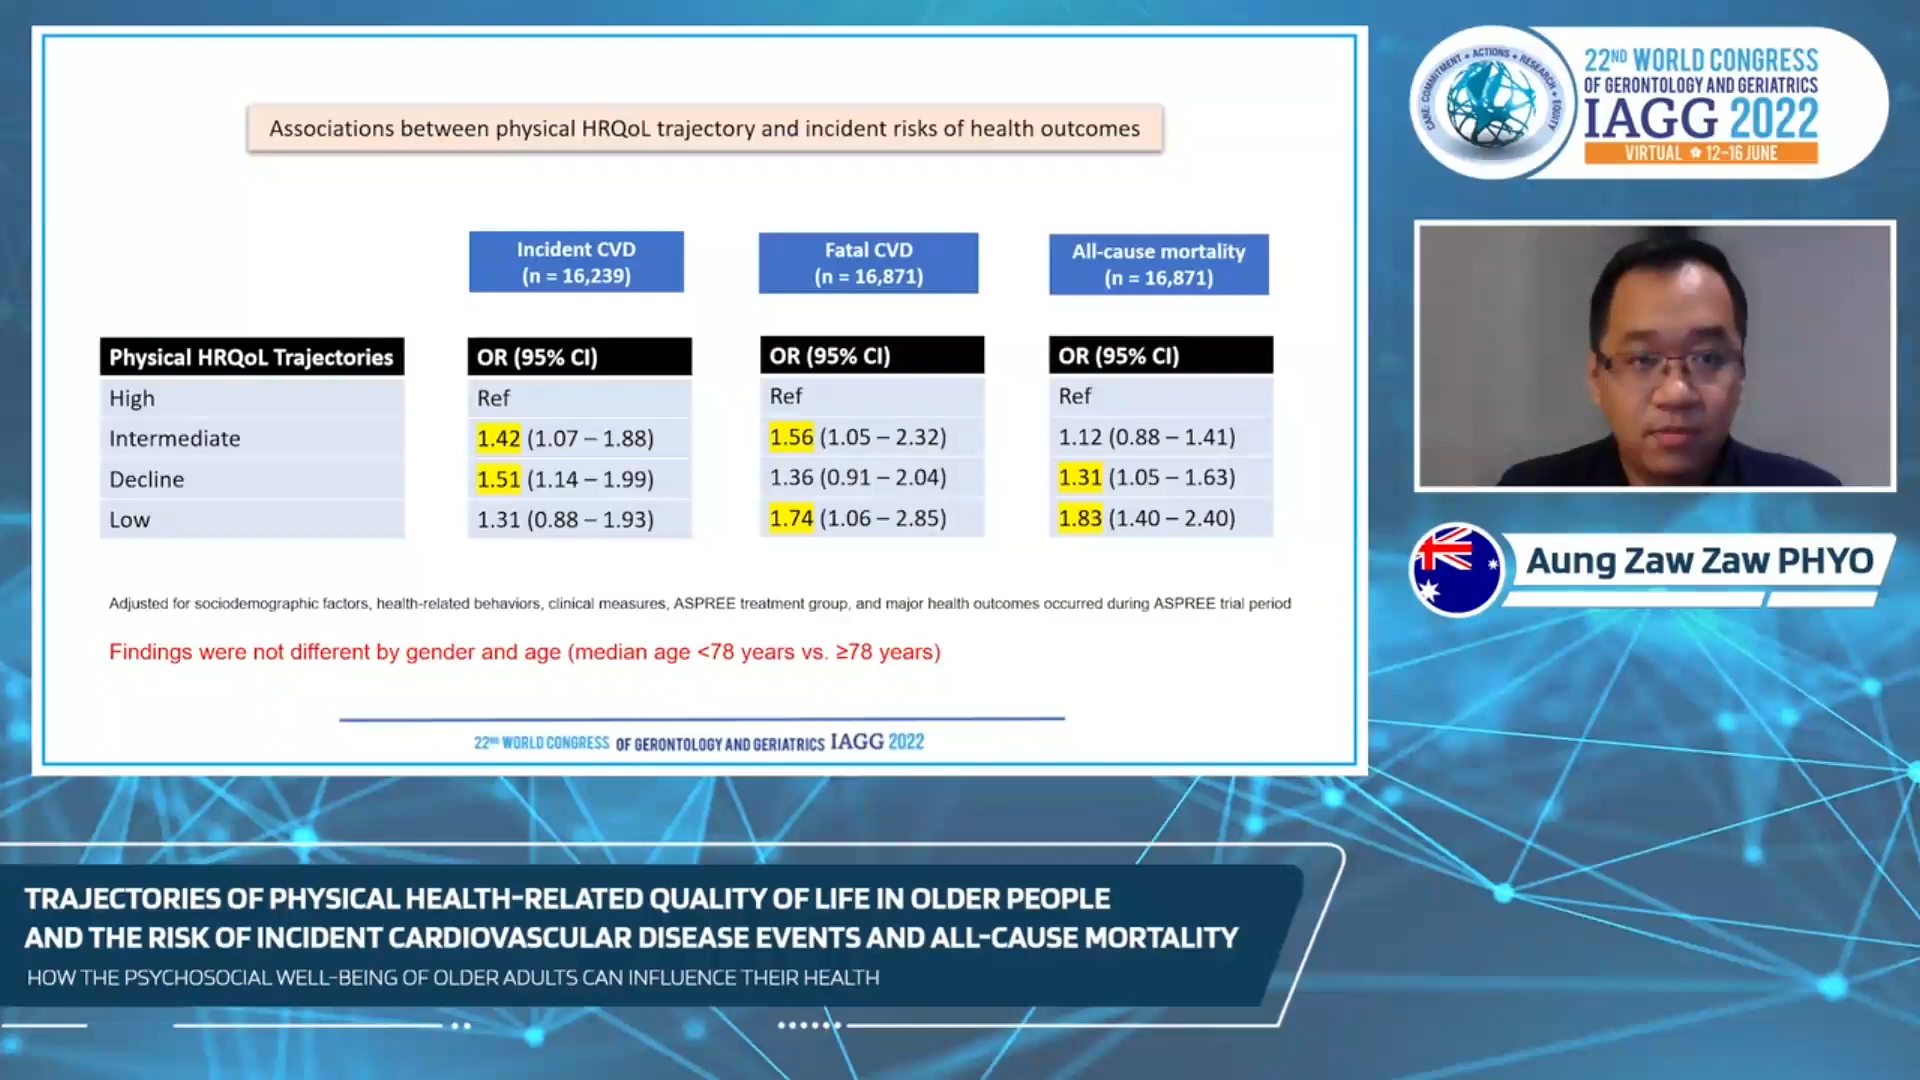 Associations between physical HRQoL trajectory and incident risks of health outcomes
Incident CVD
(n = 16,239)
Fatal CVD
(n = 16,871)
All-cause mortality
(n = 16,871)
Physical HRQoL Trajectories
OR (95% CI)
OR (95% CI)
OR (95% CI)
High
Ref
Ref
Ref
Intermediate
1.42 (1.07 – 1.88)
1.56 (1.05 – 2.32)
1.12 (0.88 – 1.41)
Decline
1.51 (1.14 – 1.99)
1.36 (0.91 – 2.04)
1.31 (1.05 – 1.63)
Low
1.31 (0.88 – 1.93)
1.74 (1.06 – 2.85)
1.83 (1.40 – 2.40)
Adjusted for sociodemographic factors, health-related behaviors, clinical measures, ASPREE treatment group, and major health outcomes occurred during ASPREE trial period
Findings were not different by gender and age (median age <78 years vs. ≥78 years)
22ND WORLD CONGRESS OF GERONTOLOGY AND GERIATRICS IAGG 2022
CARE: COMMITMENT + ACTIONS + RESEARCH + EQUITY
22ND WORLD CONGRESS
OF GERONTOLOGY AND GERIATRICS
IAGG 2022
VIRTUAL 12–16 JUNE
Aung Zaw Zaw PHYO
TRAJECTORIES OF PHYSICAL HEALTH-RELATED QUALITY OF LIFE IN OLDER PEOPLE
AND THE RISK OF INCIDENT CARDIOVASCULAR DISEASE EVENTS AND ALL-CAUSE MORTALITY
HOW THE PSYCHOSOCIAL WELL-BEING OF OLDER ADULTS CAN INFLUENCE THEIR HEALTH